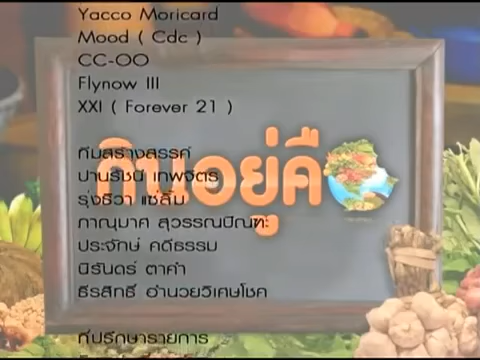 Yacco Moricard
Mood ( Cdc )
CC-OO
Flynow III
XXI ( Forever 21 )
ทีมสร้างสรรค์
ปานรัชนี เทพจิตร
รุ่งธิวา แซ่ลิ้ม
กินอยู่คือ
ภาณุมาศ สุวรรณปัณฑะ
ประจักษ์ คดีธรรม
นิรันดร์ ตาคำ
ธีรสิทธิ์ อำนวยวิเศษโชค
ที่ปรึกษารายการ